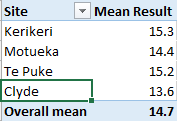 Site Mean Result
Kerikeri 15.3
Motueka 14.4
Te Puke 15.2
Clyde 13.6
Overall mean 14.7